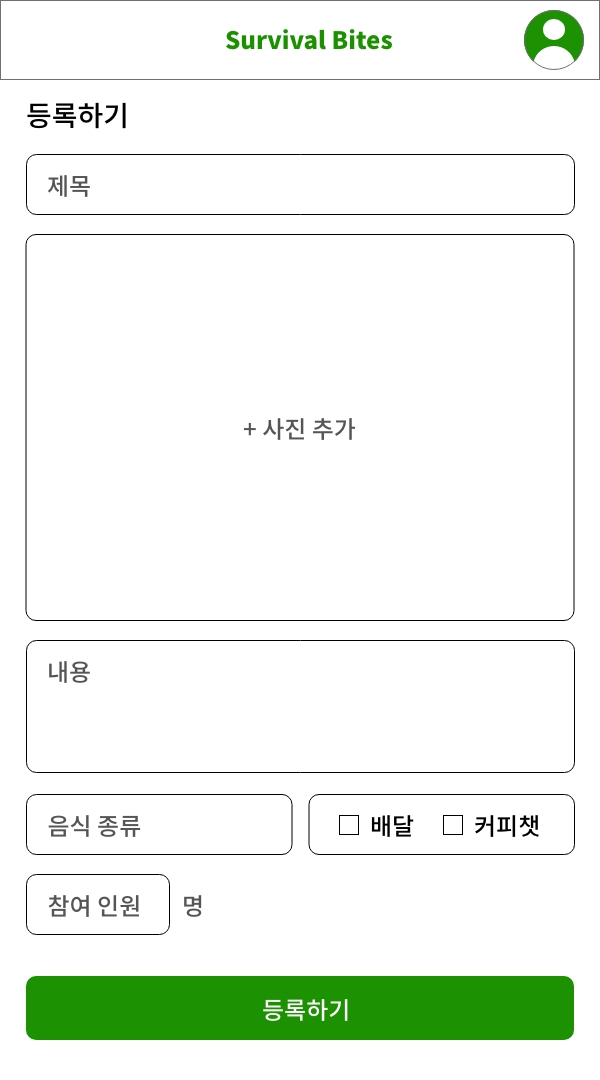 Survival Bites
등록하기
제목
+ 사진 추가
내용
음식 종류
배달 커피챗
참여 인원 명
등록하기